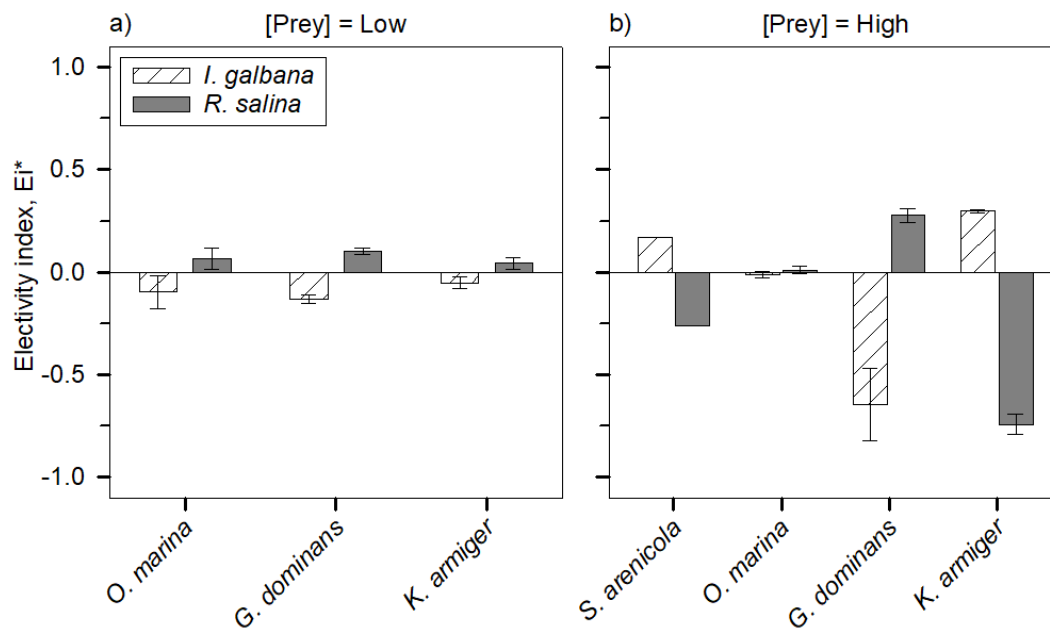 a) [Prey] = Low
b) [Prey] = High
I. galbana
R. salina
Electivity index, Ei*
1.0
0.5
0.0
-0.5
-1.0
O. marina
G. dominans
K. armiger
S. arenicola
O. marina
G. dominans
K. armiger